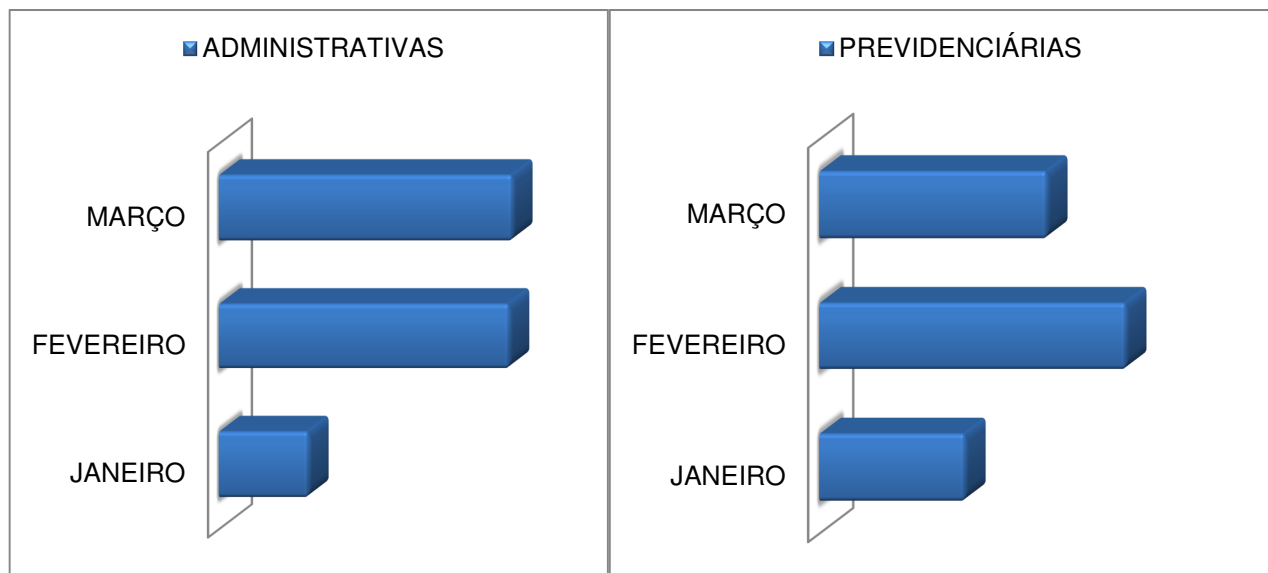 ADMINISTRATIVAS
MARÇO
FEVEREIRO
JANEIRO
PREVIDENCIÁRIAS
MARÇO
FEVEREIRO
JANEIRO